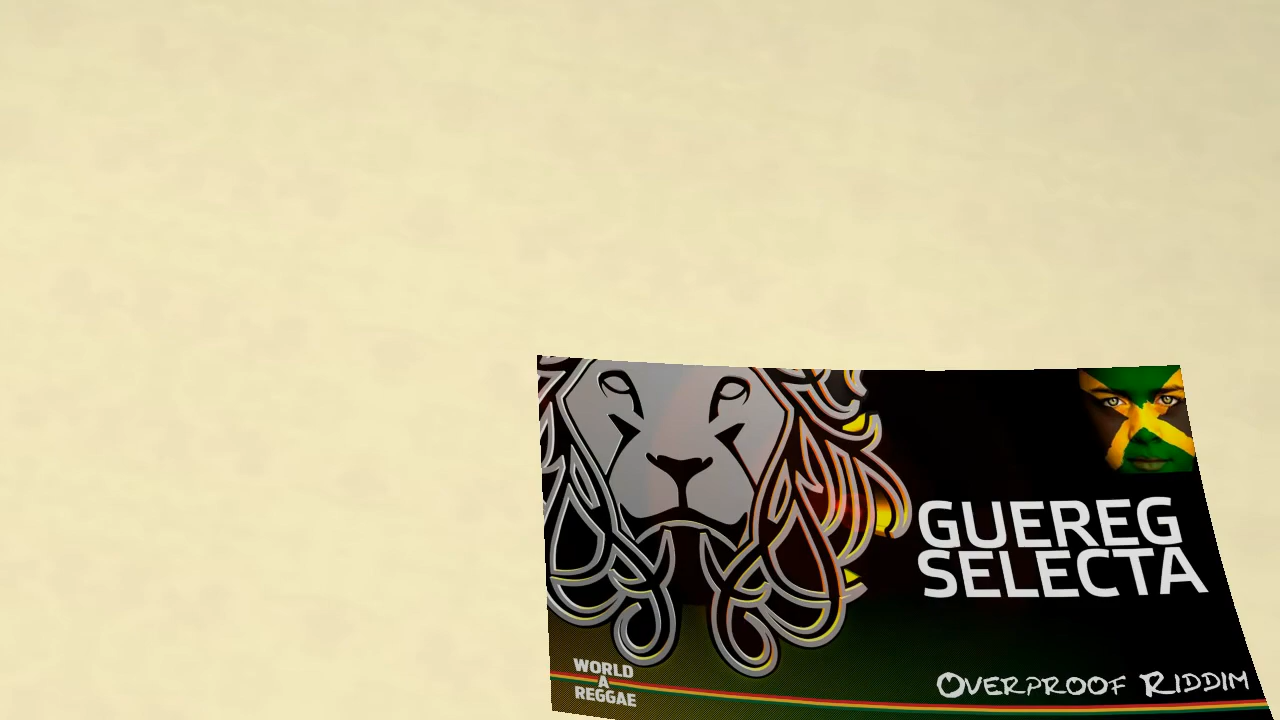 GUEREG
SELECTA
WORLD
A
REGGAE
OVERPROOF RIDDIM